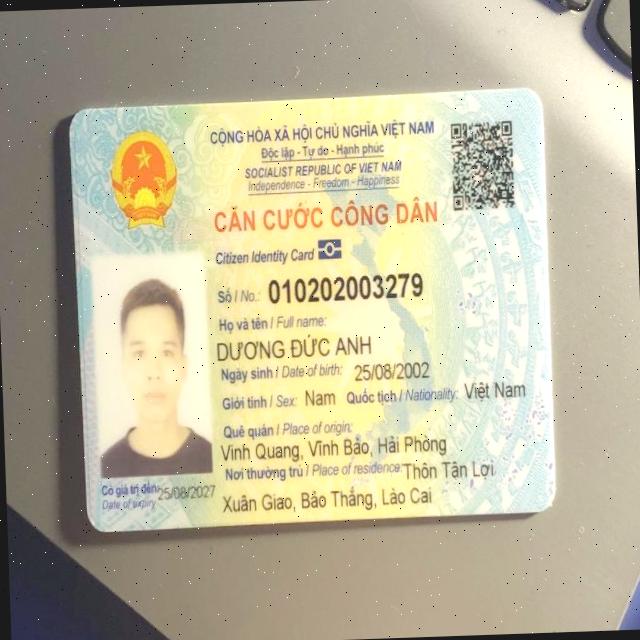 CỘNG HÒA XÃ HỘI CHỦ NGHĨA VIỆT NAM
Độc lập - Tự do - Hạnh phúc
SOCIALIST REPUBLIC OF VIET NAM
Independence - Freedom - Happiness
CĂN CƯỚC CÔNG DÂN
Citizen Identity Card
Số / No.: 010202003279
Họ và tên / Full name:
DƯƠNG ĐỨC ANH
Ngày sinh / Date of birth: 25/08/2002
Giới tính / Sex: Nam Quốc tịch / Nationality: Việt Nam
Quê quán / Place of origin:
Vinh Quang, Vĩnh Bảo, Hải Phòng
Nơi thường trú / Place of residence: Thôn Tân Lợi
Xuân Giao, Bảo Thắng, Lào Cai
Có giá trị đến: 25/08/2027
Date of expiry